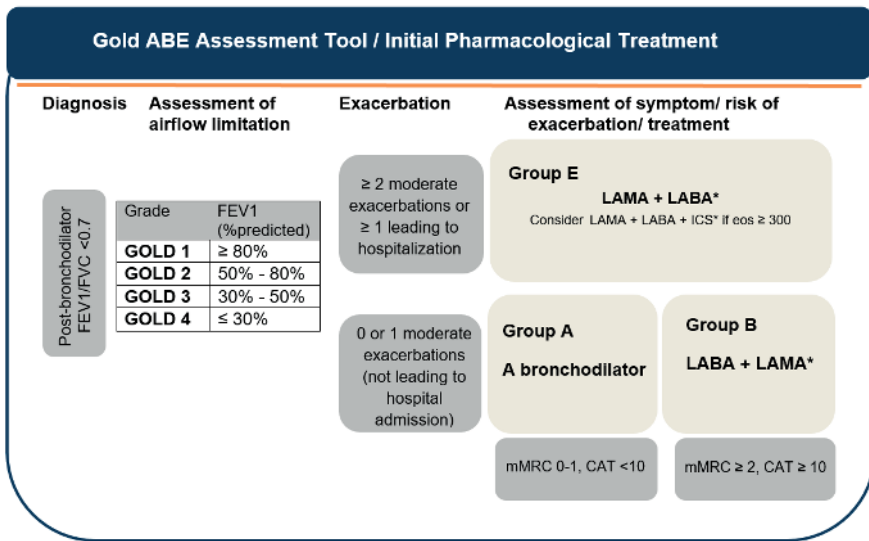 Gold ABE Assessment Tool / Initial Pharmacological Treatment
Diagnosis
Assessment of
airflow limitation
Exacerbation
Assessment of symptom/ risk of
exacerbation/ treatment
Post-bronchodilator
FEV1/FVC <0.7
Grade FEV1
(%predicted)
GOLD 1 ≥ 80%
GOLD 2 50% - 80%
GOLD 3 30% - 50%
GOLD 4 ≤ 30%
≥ 2 moderate
exacerbations or
≥ 1 leading to
hospitalization
Group E
LAMA + LABA*
Consider LAMA + LABA + ICS* if eos ≥ 300
0 or 1 moderate
exacerbations
(not leading to
hospital
admission)
Group A
A bronchodilator
Group B
LABA + LAMA*
mMRC 0-1, CAT <10
mMRC ≥ 2, CAT ≥ 10